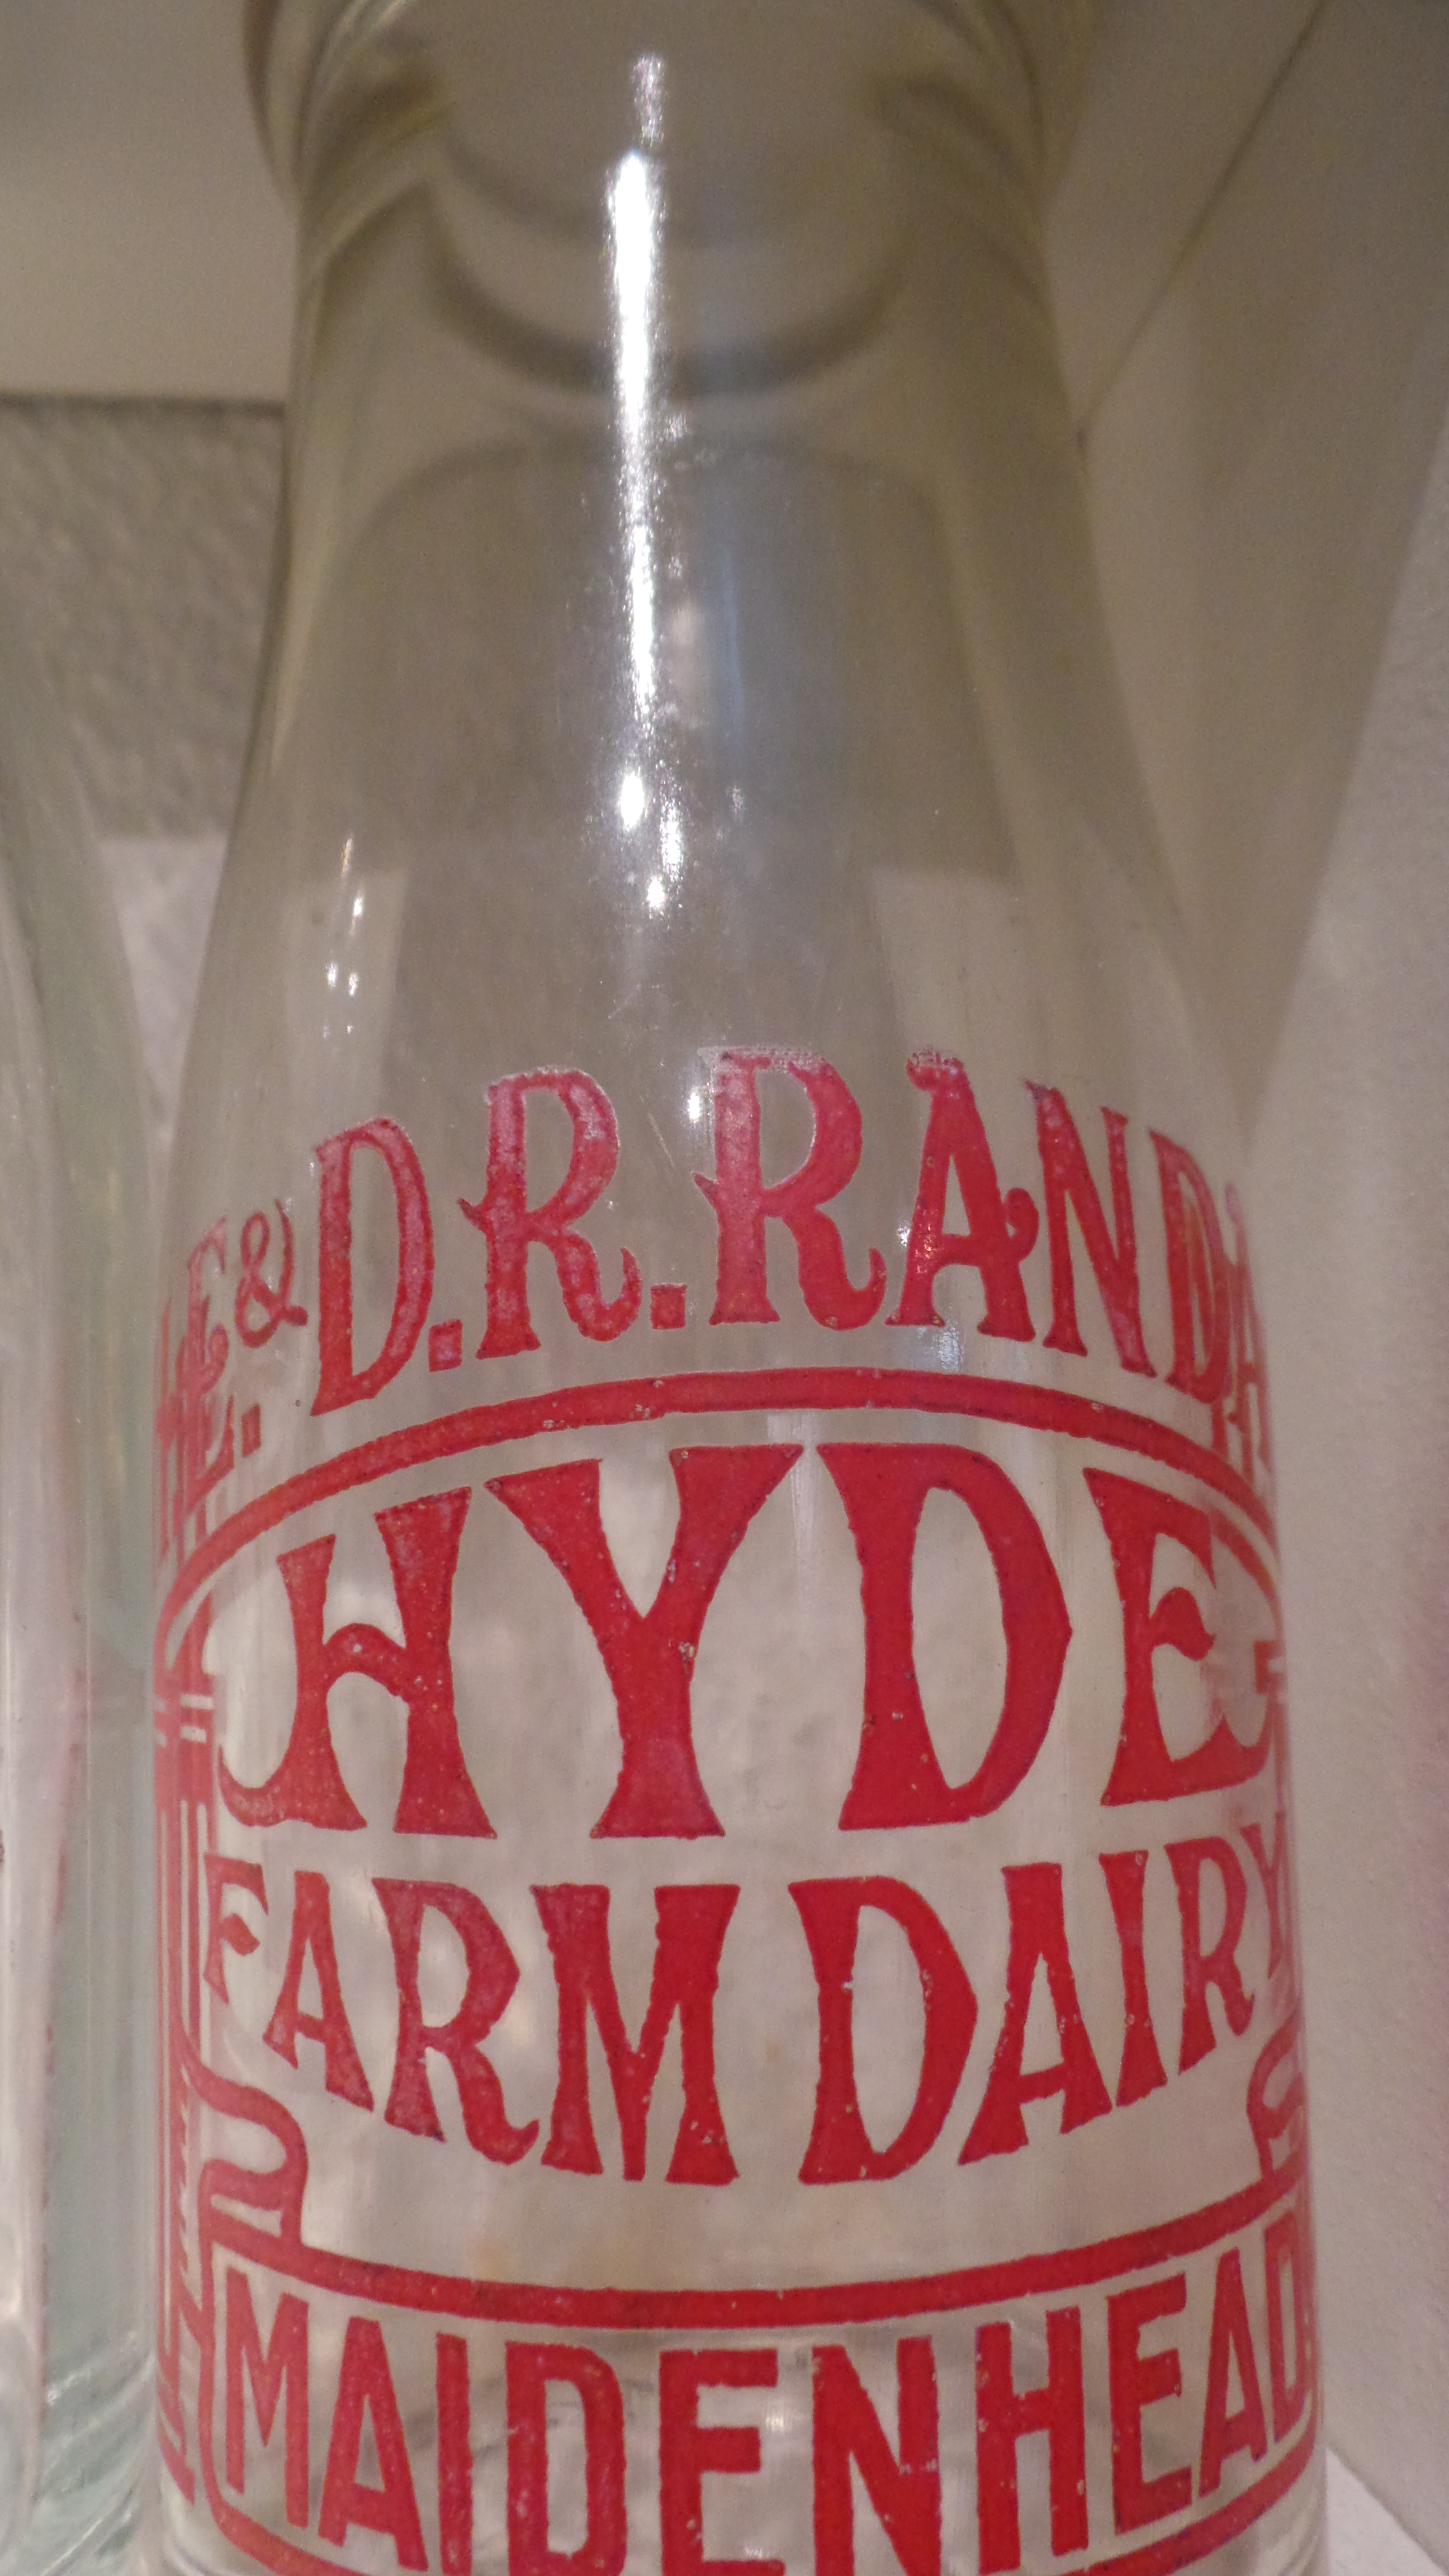 E. & D. R. RANDA
HYDE
FARM DAIRY
MAIDENHEAD